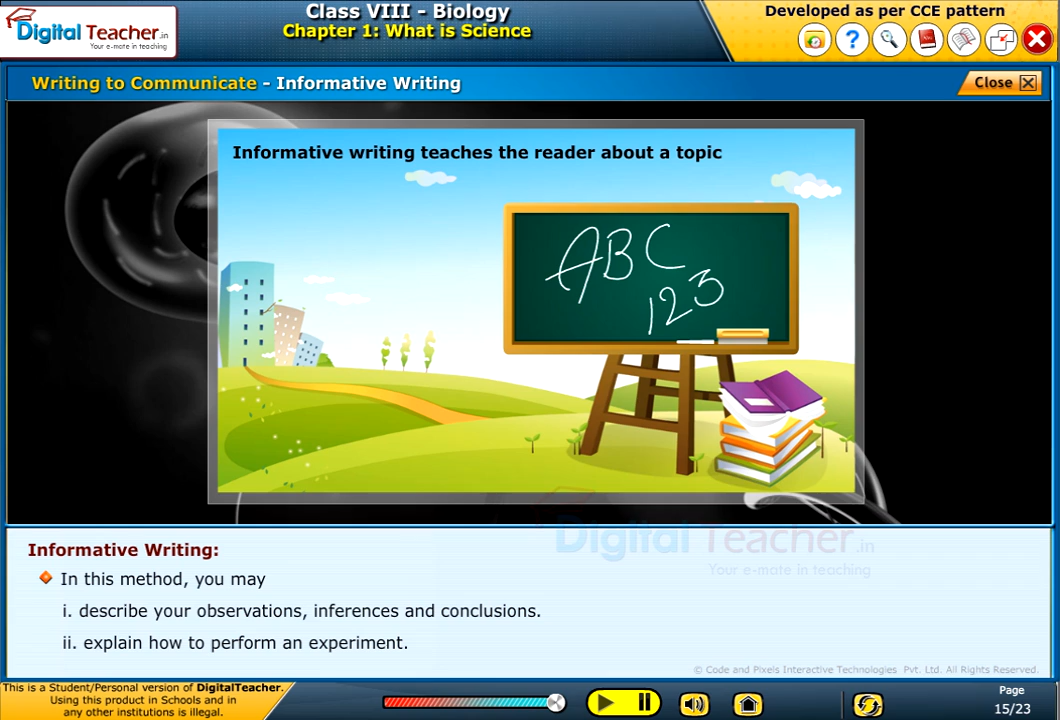 Digital Teacher.in
Your e-mate in teaching
Class VIII - Biology
Chapter 1: What is Science
Developed as per CCE pattern
?
Writing to Communicate - Informative Writing
Close
Informative writing teaches the reader about a topic
ABC
123
Digital Teacher.in
Your e-mate in teaching
Informative Writing:
In this method, you may
i. describe your observations, inferences and conclusions.
ii. explain how to perform an experiment.
© Code and Pixels Interactive Technologies Pvt. Ltd. All Rights Reserved.
This is a Student/Personal version of DigitalTeacher.
Using this product in Schools and in
any other institutions is illegal.
Page
15/23